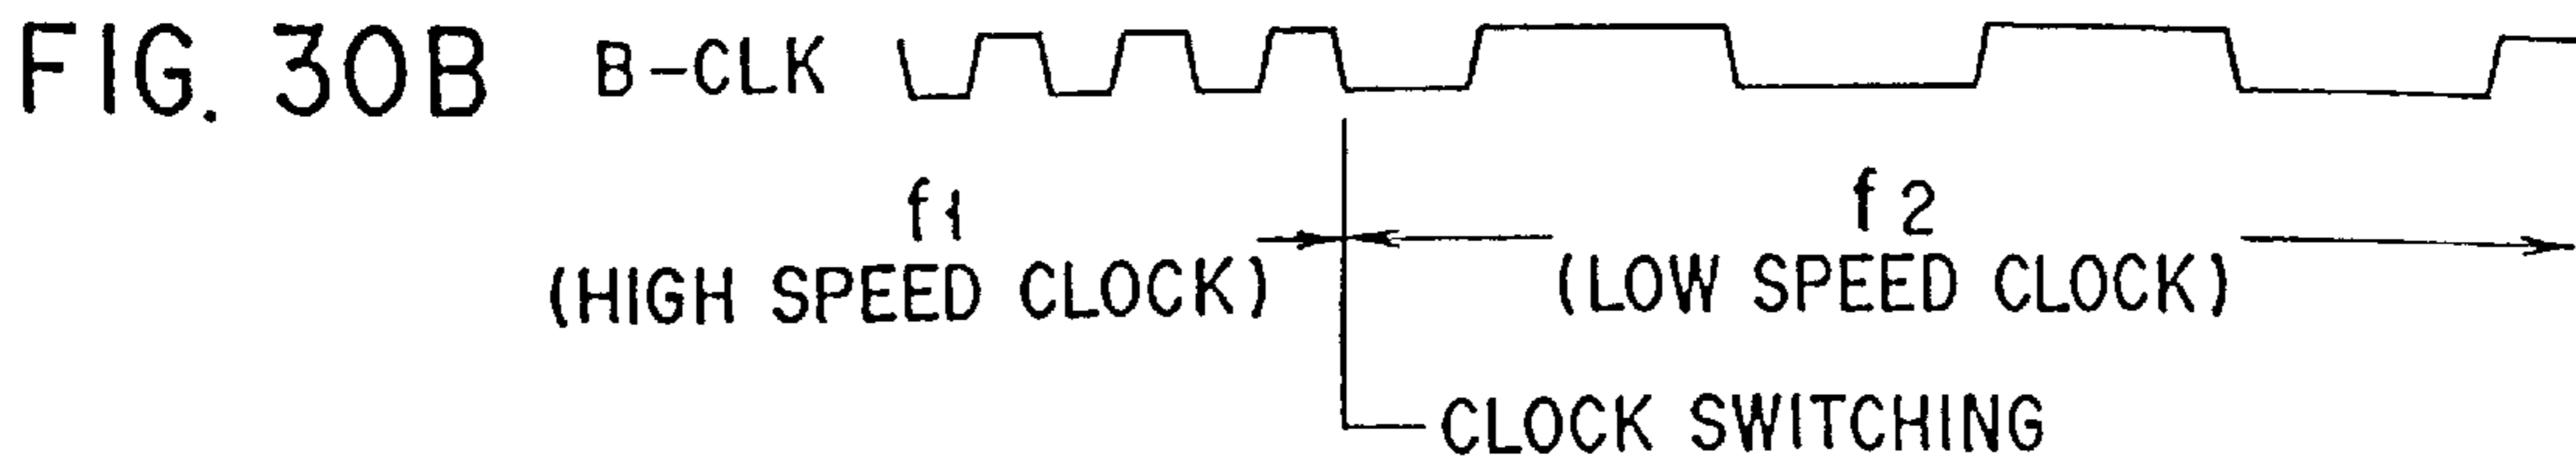 FIG. 30B B-CLK
f1 f2
(HIGH SPEED CLOCK) (LOW SPEED CLOCK)
CLOCK SWITCHING